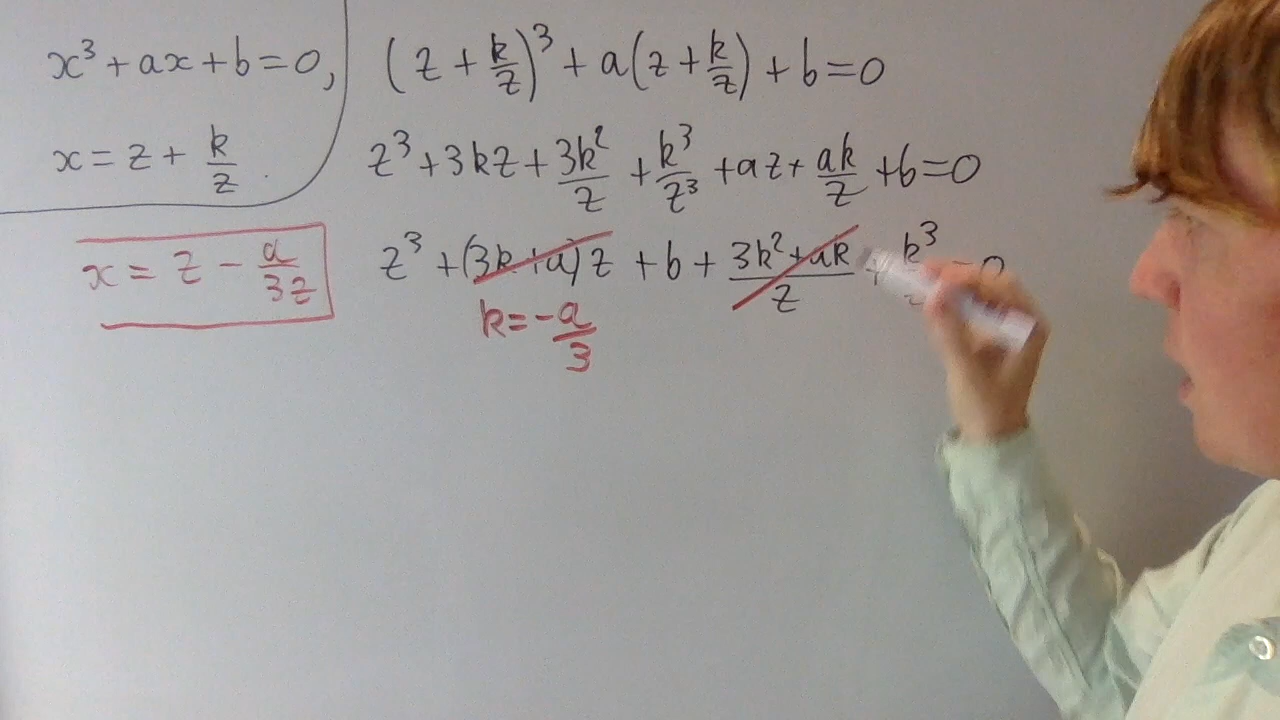 x³ + ax + b = 0,
x = z + k/z .
x = z - a/3z
(z + k/z)³ + a(z + k/z) + b = 0
z³ + 3kz + 3k²/z + k³/z³ + az + ak/z + b = 0
z³ + (3k + a)z + b + 3k² + ak/z + k³ = 0
k = -a/3